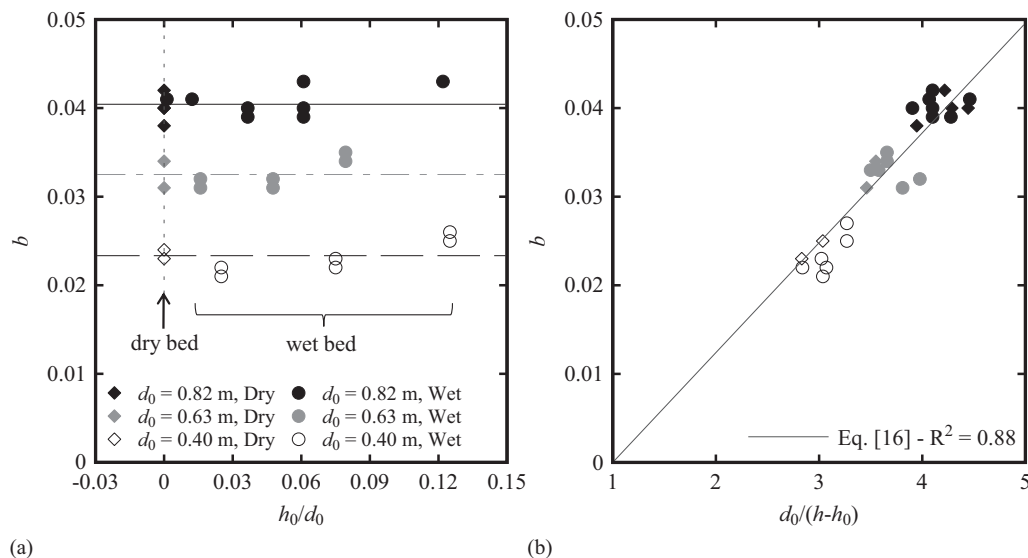 0.05
0.04
0.03
0.02
0.01
0
b
-0.03 0 0.03 0.06 0.09 0.12 0.15
h₀/d₀
dry bed
wet bed
d₀ = 0.82 m, Dry
d₀ = 0.63 m, Dry
d₀ = 0.40 m, Dry
d₀ = 0.82 m, Wet
d₀ = 0.63 m, Wet
d₀ = 0.40 m, Wet
(a)
0.05
0.04
0.03
0.02
0.01
0
b
1 2 3 4 5
d₀/(h-h₀)
Eq. [16] - R² = 0.88
(b)